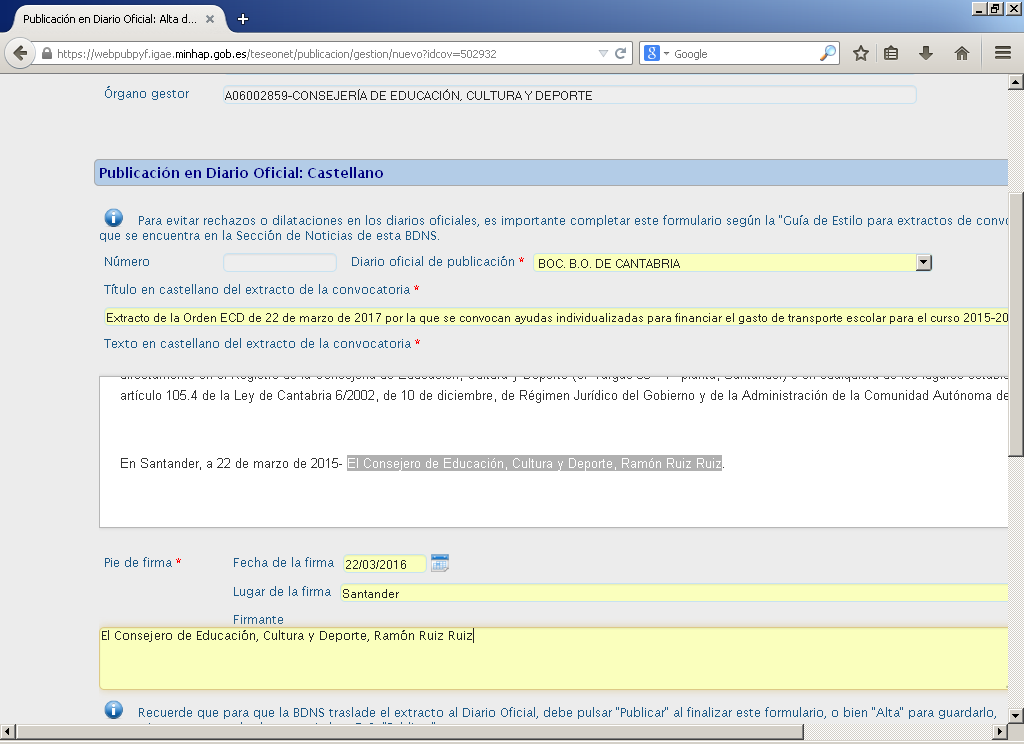 Publicación en Diario Oficial: Alta d...
https://webpubpyf.igae.minhap.gob.es/teseonet/publicacion/gestion/nuevo?idcov=502932
Google
Órgano gestor
A06002859-CONSEJERÍA DE EDUCACIÓN, CULTURA Y DEPORTE
Publicación en Diario Oficial: Castellano
Para evitar rechazos o dilataciones en los diarios oficiales, es importante completar este formulario según la "Guía de Estilo para extractos de convo
que se encuentra en la Sección de Noticias de esta BDNS.
Número
Diario oficial de publicación *
BOC. B.O. DE CANTABRIA
Título en castellano del extracto de la convocatoria *
Extracto de la Orden ECD de 22 de marzo de 2017 por la que se convocan ayudas individualizadas para financiar el gasto de transporte escolar para el curso 2015-20
Texto en castellano del extracto de la convocatoria *
artículo 105.4 de la Ley de Cantabria 6/2002, de 10 de diciembre, de Régimen Jurídico del Gobierno y de la Administración de la Comunidad Autónoma de
En Santander, a 22 de marzo de 2015- El Consejero de Educación, Cultura y Deporte, Ramón Ruiz Ruiz.
Pie de firma *
Fecha de la firma
22/03/2016
Lugar de la firma
Santander
Firmante
El Consejero de Educación, Cultura y Deporte, Ramón Ruiz Ruiz
Recuerde que para que la BDNS traslade el extracto al Diario Oficial, debe pulsar "Publicar" al finalizar este formulario, o bien "Alta" para guardarlo,